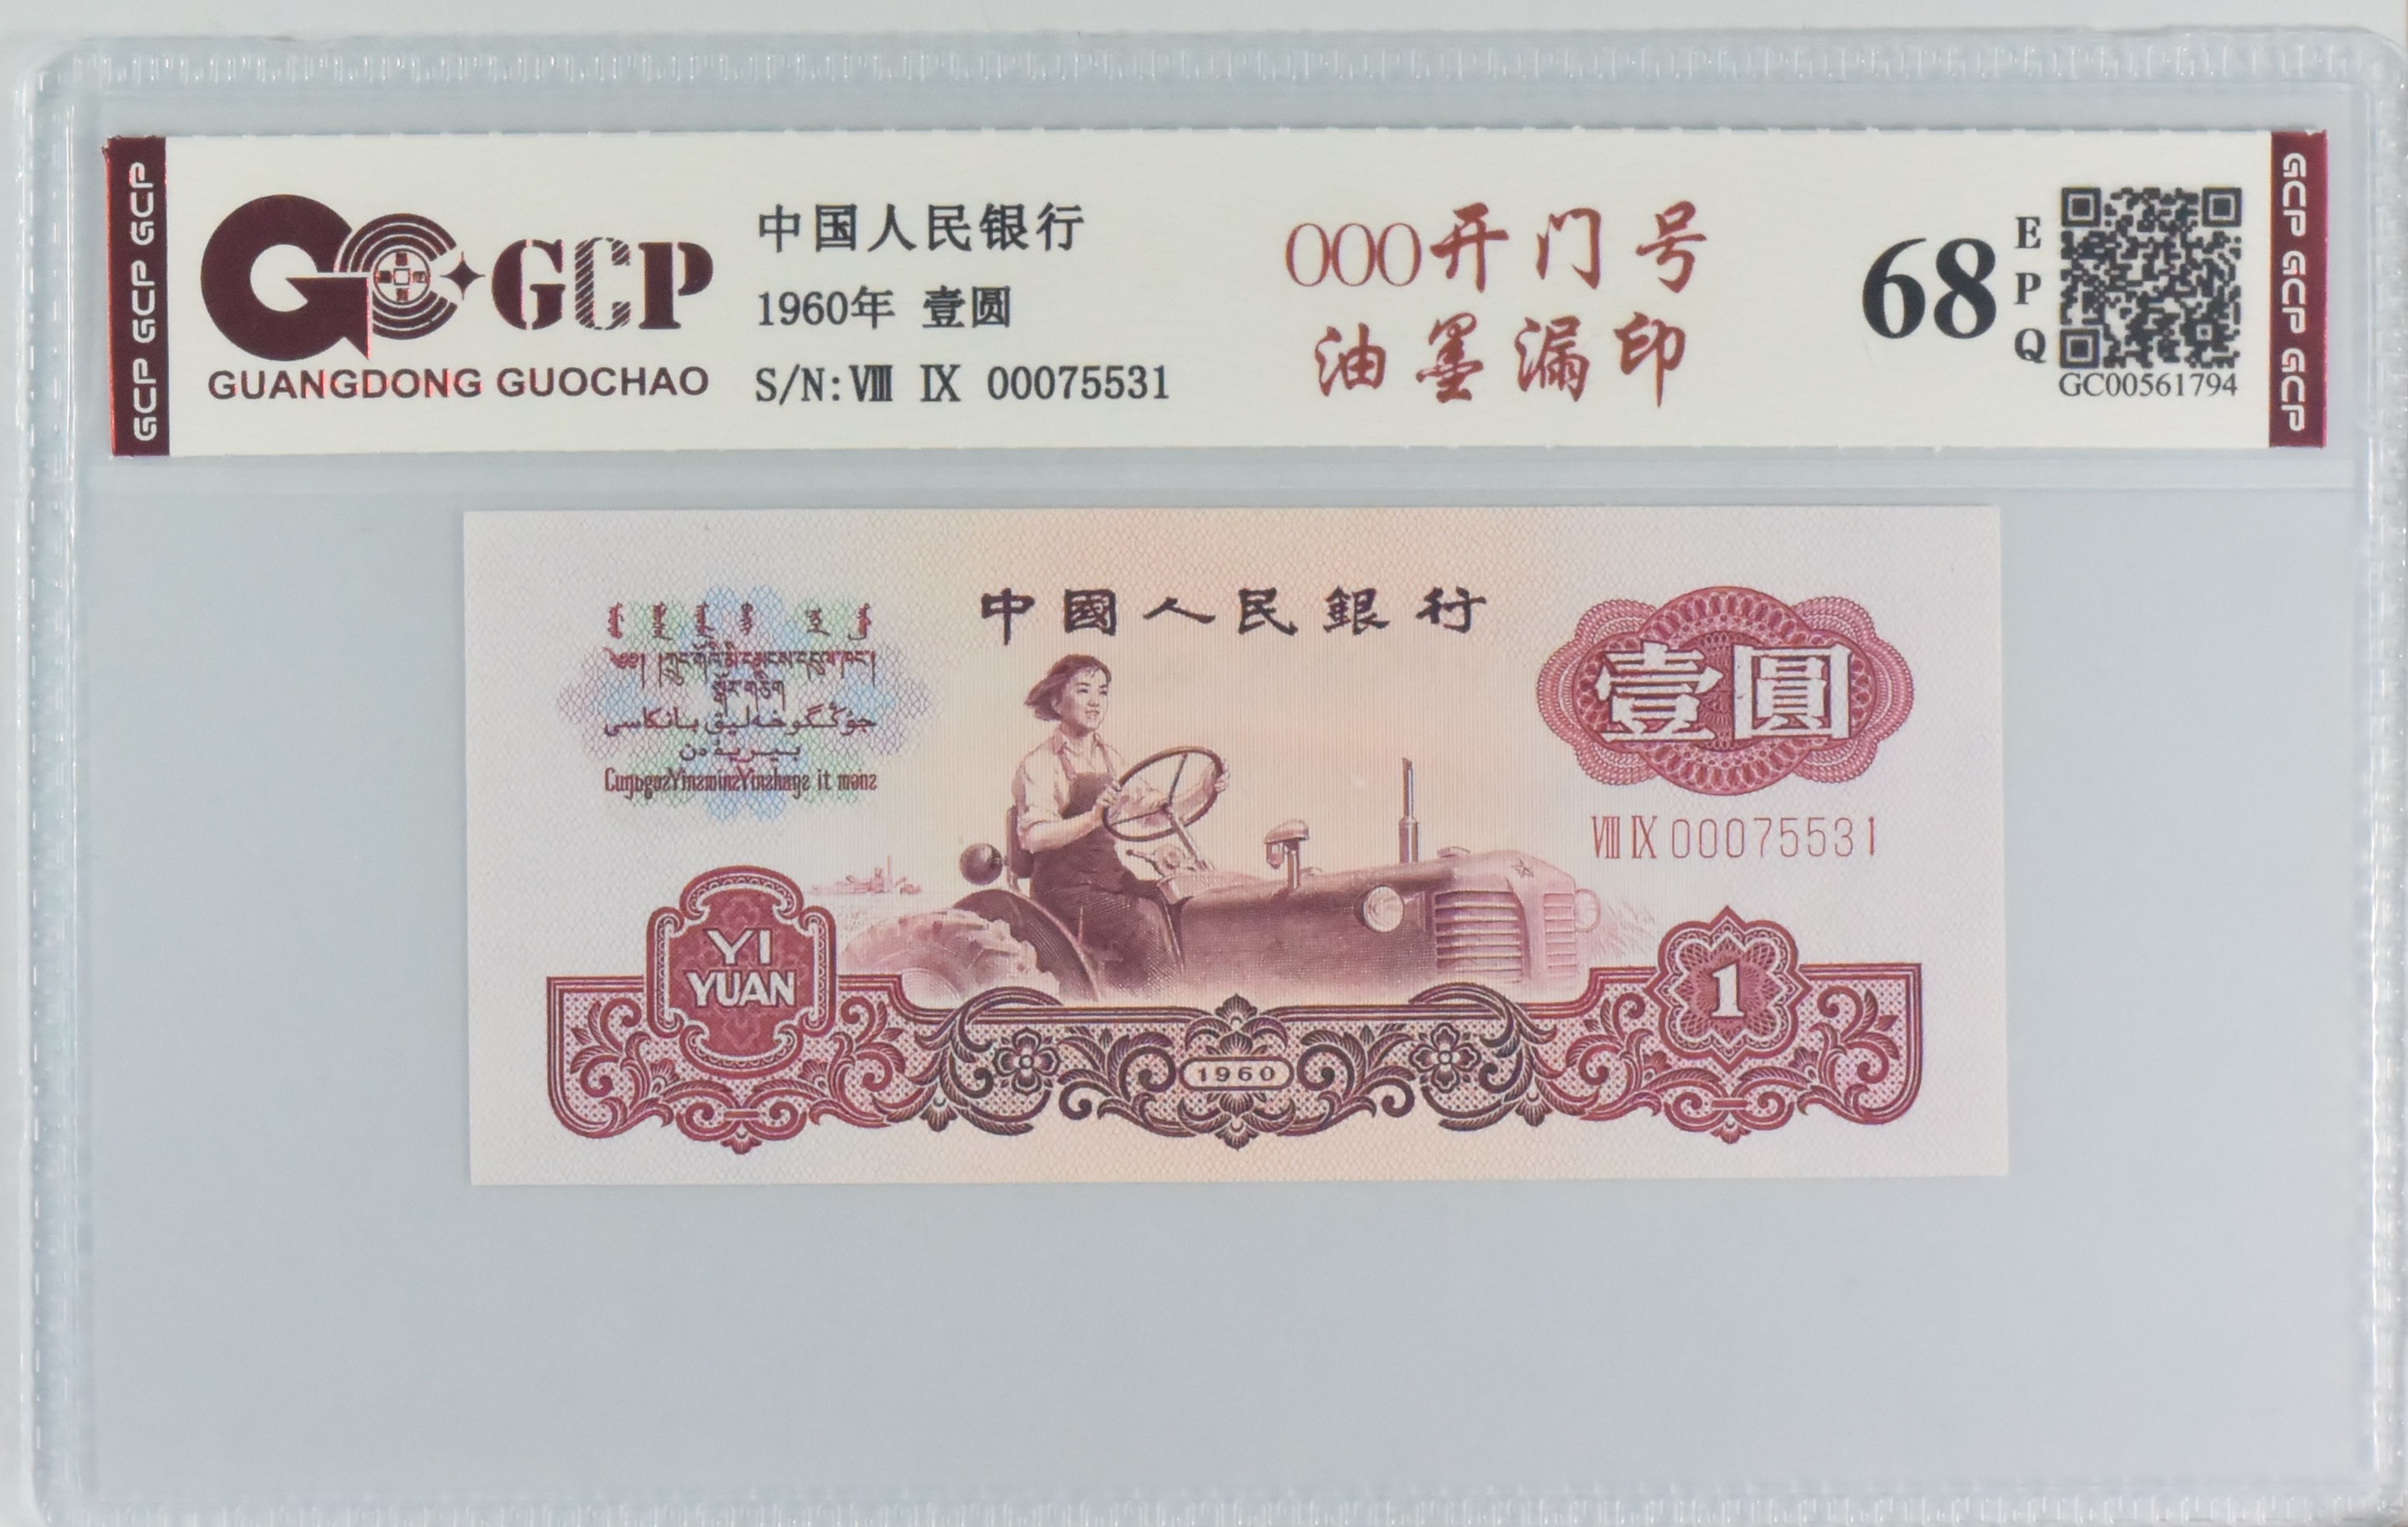 GCP GCP GCP
GCP
GUANGDONG GUOCHAO
中国人民银行
1960年 壹圆
S/N: Ⅷ Ⅸ 00075531
000开门号
油墨漏印
68
EPQ
GC00561794
GCP GCP GCP
中國人民銀行
壹圓
Ⅷ Ⅸ 00075531
YI
YUAN
1960
1